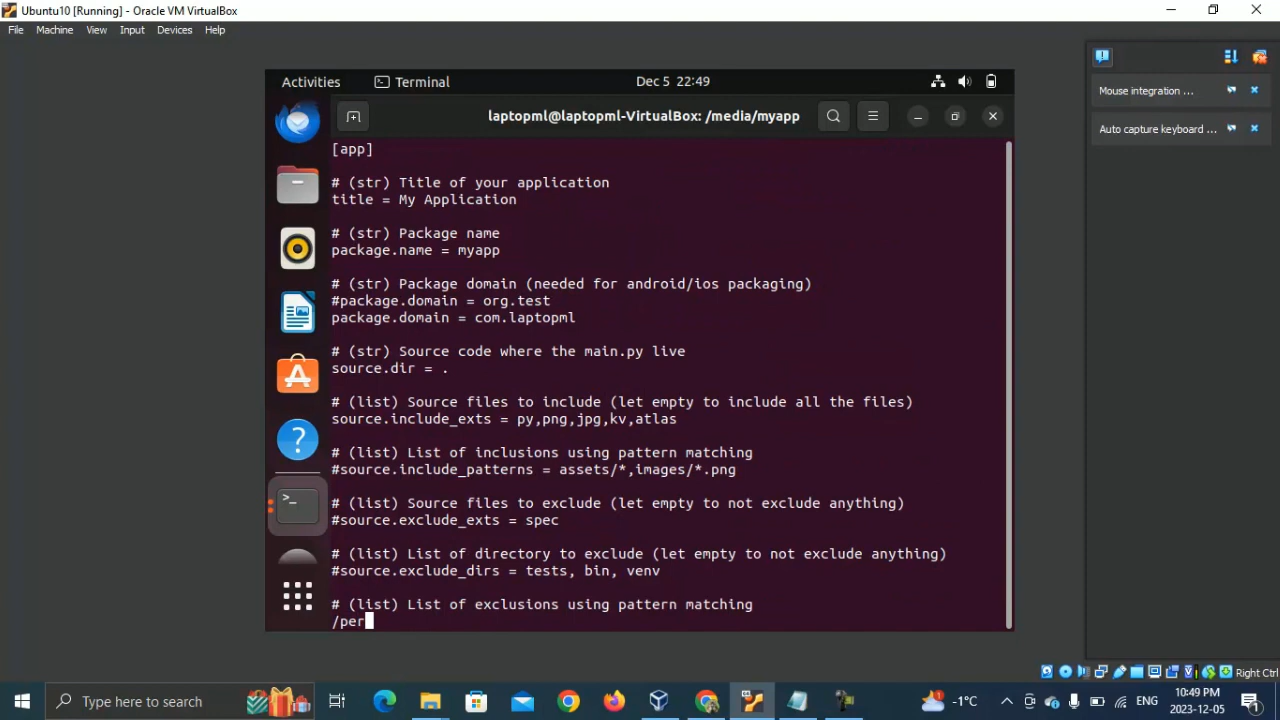 Ubuntu10 [Running] - Oracle VM VirtualBox
File Machine View Input Devices Help
Activities
Terminal
Dec 5 22:49
laptopml@laptopml-VirtualBox: /media/myapp
Mouse integration ...
Auto capture keyboard ...
[app]
# (str) Title of your application
title = My Application
# (str) Package name
package.name = myapp
# (str) Package domain (needed for android/ios packaging)
#package.domain = org.test
package.domain = com.laptopml
# (str) Source code where the main.py live
source.dir = .
# (list) Source files to include (let empty to include all the files)
source.include_exts = py,png,jpg,kv,atlas
# (list) List of inclusions using pattern matching
#source.include_patterns = assets/*,images/*.png
# (list) Source files to exclude (let empty to not exclude anything)
#source.exclude_exts = spec
# (list) List of directory to exclude (let empty to not exclude anything)
#source.exclude_dirs = tests, bin, venv
# (list) List of exclusions using pattern matching
/per
Right Ctrl
Type here to search
-1°C
ENG
10:49 PM
2023-12-05